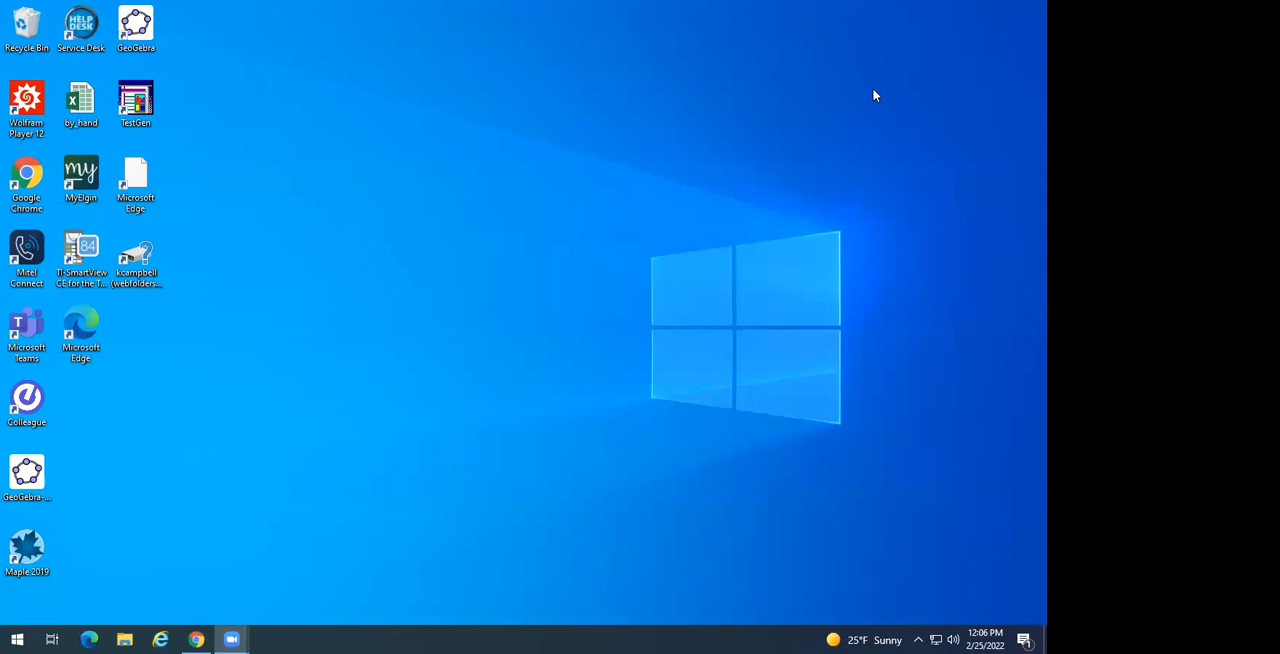 Recycle Bin
Service Desk
GeoGebra
Wolfram
Player 12
by_hand
TestGen
Google
Chrome
my
MyElgin
Microsoft
Edge
Mitel
Connect
84
TI-SmartView
CE for the T...
kcampbell
(webfolders...
Microsoft
Teams
Microsoft
Edge
Colleague
GeoGebra-...
Maple 2019
HELP
DESK
25°F Sunny
12:06 PM
2/25/2022
1